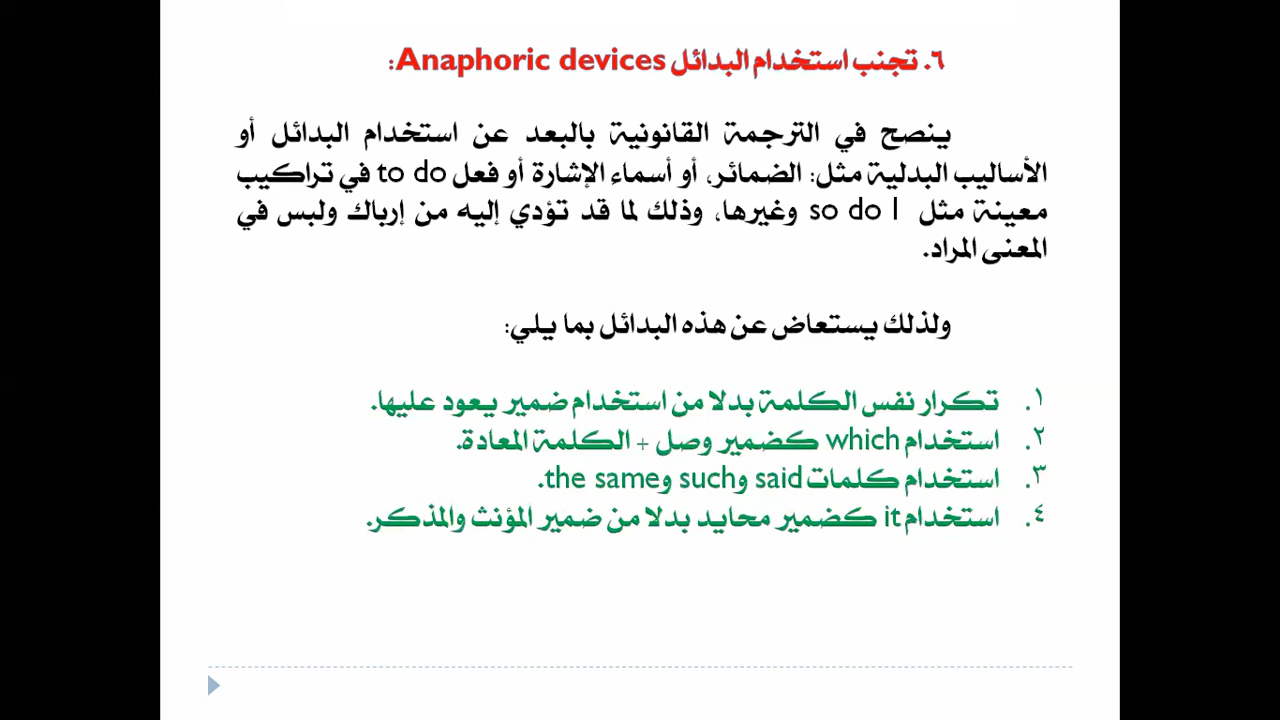 ٦. تجنب استخدام البدائل Anaphoric devices:
ينصح في الترجمة القانونية بالبعد عن استخدام البدائل أو
الأساليب البدلية مثل: الضمائر، أو أسماء الإشارة أو فعل to do في تراكيب
معينة مثل so do I وغيرها، وذلك لما قد تؤدي إليه من إرباك ولبس في
المعنى المراد.
ولذلك يستعاض عن هذه البدائل بما يلي:
١. تكرار نفس الكلمة بدلا من استخدام ضمير يعود عليها.
٢. استخدام which كضمير وصل + الكلمة المعادة.
٣. استخدام كلمات said وsuch وthe same.
٤. استخدام it كضمير محايد بدلا من ضمير المؤنث والمذكر.